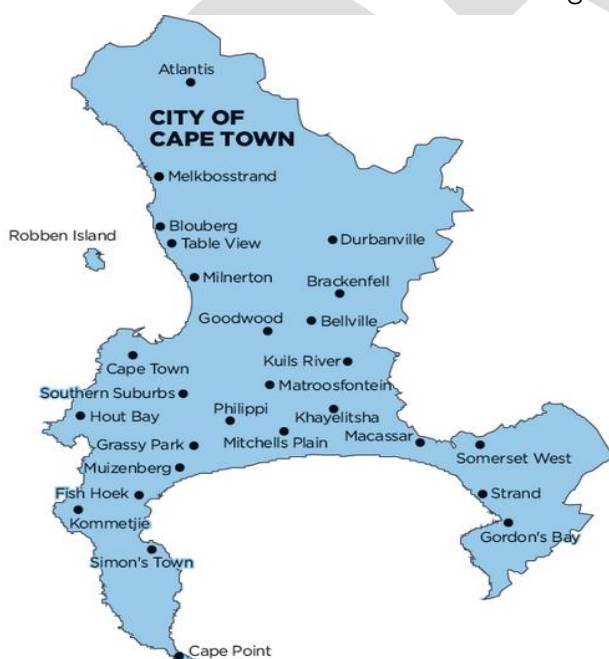 Atlantis
CITY OF
CAPE TOWN
Melkbosstrand
Blouberg
Robben Island
Table View
Durbanville
Milnerton
Brackenfell
Goodwood
Bellville
Cape Town
Kuils River
Southern Suburbs
Matroosfontein
Hout Bay
Philippi
Khayelitsha
Grassy Park
Mitchells Plain
Macassar
Muizenberg
Somerset West
Fish Hoek
Strand
Kommetjie
Gordon's Bay
Simon's Town
Cape Point